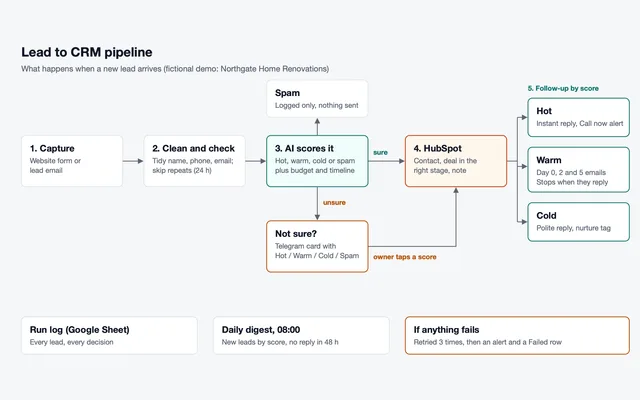 Lead to CRM pipeline
What happens when a new lead arrives (fictional demo: Northgate Home Renovations)
Spam
Logged only, nothing sent
1. Capture
Website form or
lead email
2. Clean and check
Tidy name, phone, email;
skip repeats (24 h)
3. AI scores it
Hot, warm, cold or spam
plus budget and timeline
sure
4. HubSpot
Contact, deal in the
right stage, note
5. Follow-up by score
Hot
Instant reply, Call now alert
Warm
Day 0, 2 and 5 emails
Stops when they reply
Cold
Polite reply, nurture tag
unsure
Not sure?
Telegram card with
Hot / Warm / Cold / Spam
owner taps a score
Run log (Google Sheet)
Every lead, every decision
Daily digest, 08:00
New leads by score, no reply in 48 h
If anything fails
Retried 3 times, then an alert and a Failed row